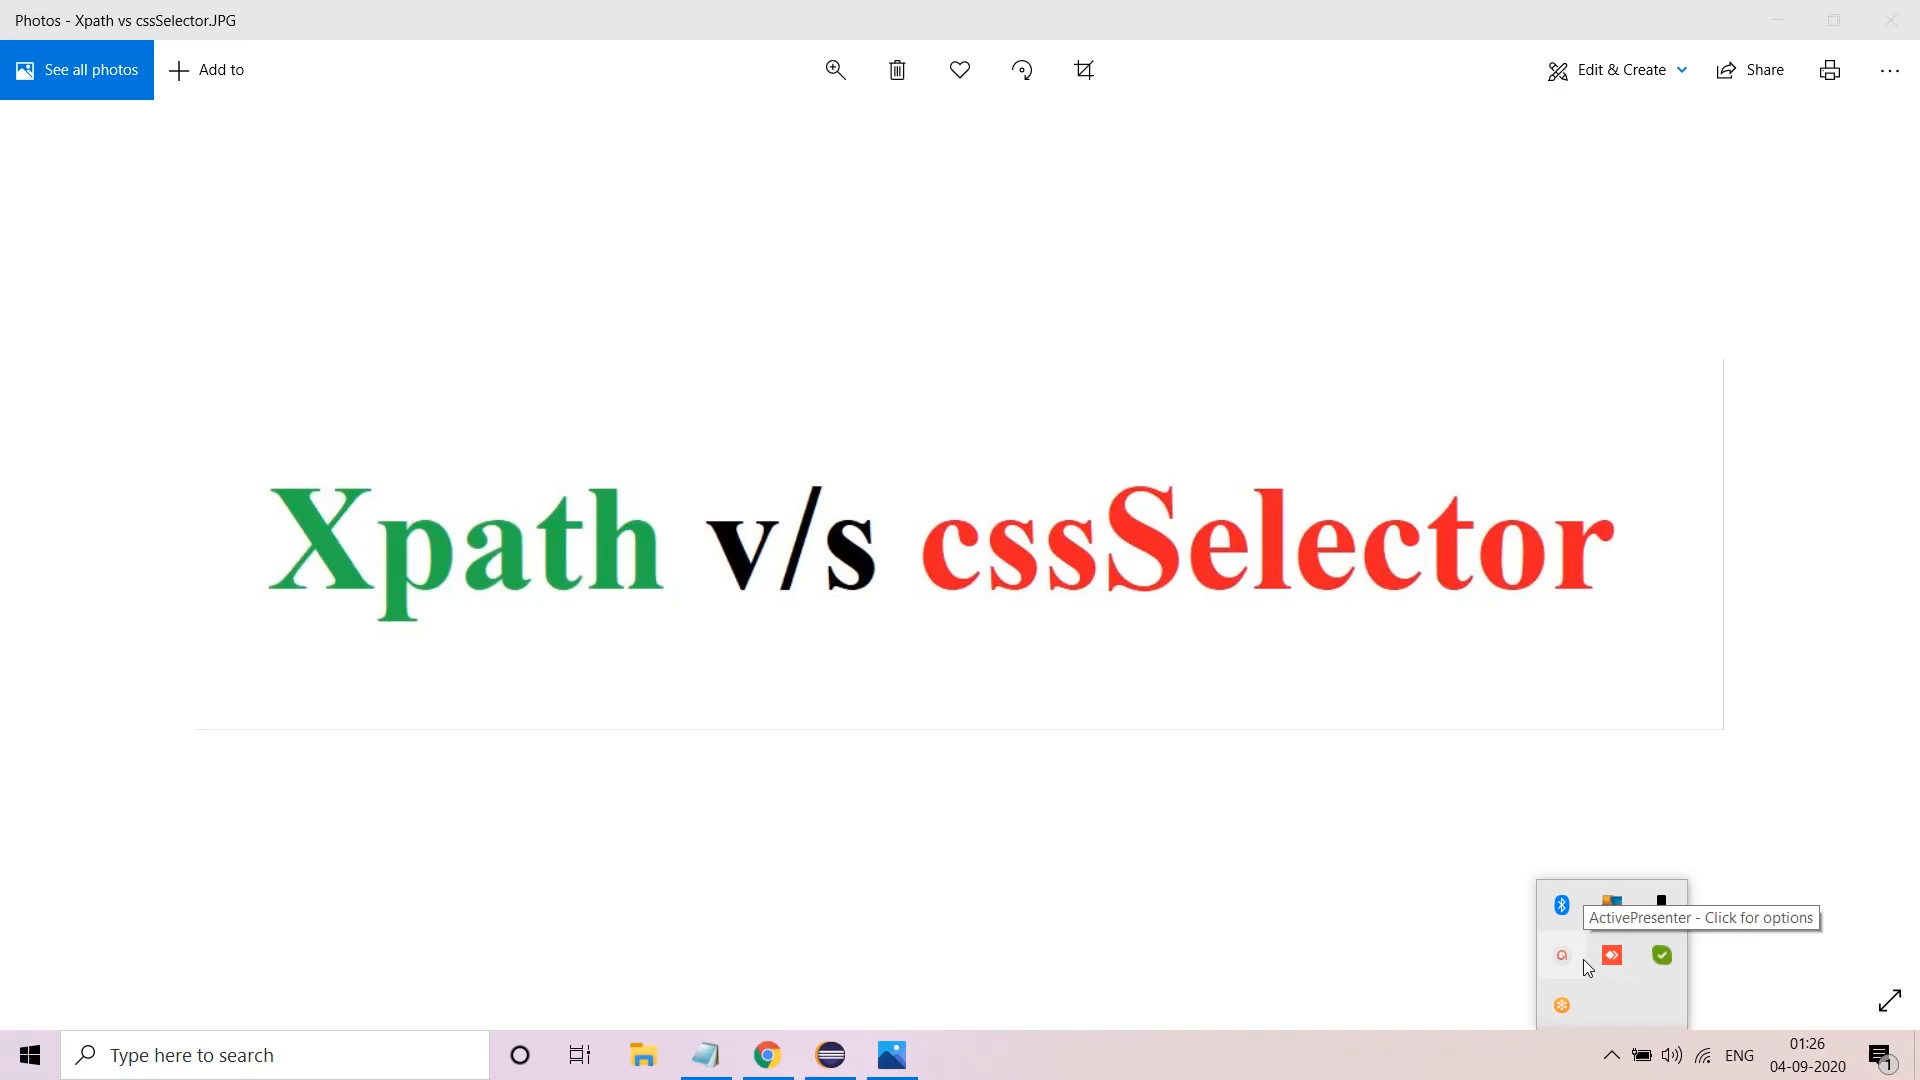 Photos - Xpath vs cssSelector.JPG
See all photos
Add to
Edit & Create
Share
Xpath v/s cssSelector
ActivePresenter - Click for options
Type here to search
ENG
01:26
04-09-2020
1